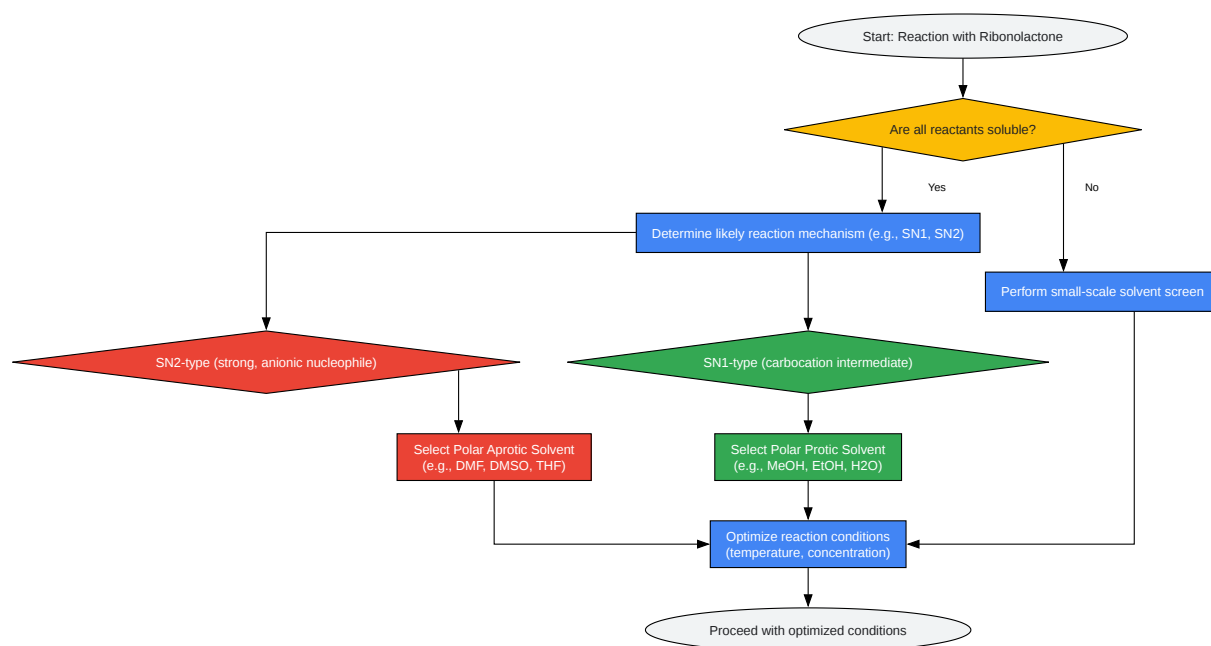 Start: Reaction with Ribonolactone
Are all reactants soluble?
Yes
No
Determine likely reaction mechanism (e.g., SN1, SN2)
Perform small-scale solvent screen
SN2-type (strong, anionic nucleophile)
SN1-type (carbocation intermediate)
Select Polar Aprotic Solvent
(e.g., DMF, DMSO, THF)
Select Polar Protic Solvent
(e.g., MeOH, EtOH, H2O)
Optimize reaction conditions
(temperature, concentration)
Proceed with optimized conditions